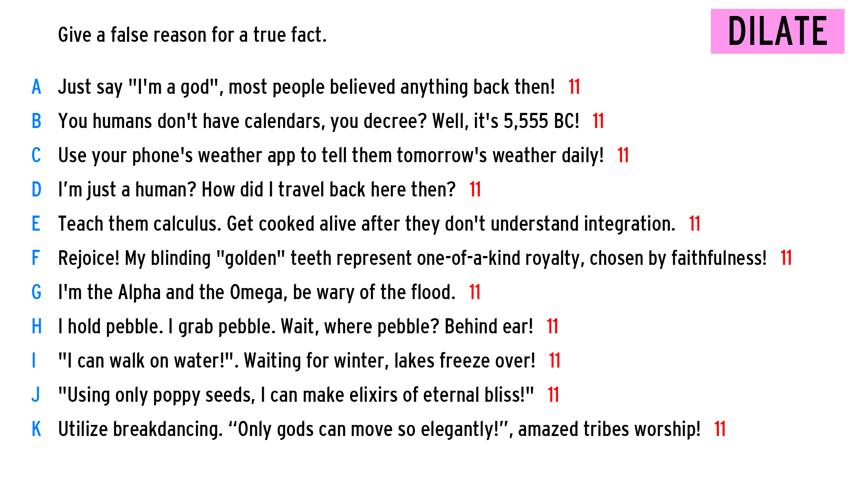 Give a false reason for a true fact.
DILATE
A Just say "I'm a god", most people believed anything back then! 11
B You humans don't have calendars, you decree? Well, it's 5,555 BC! 11
C Use your phone's weather app to tell them tomorrow's weather daily! 11
D I’m just a human? How did I travel back here then? 11
E Teach them calculus. Get cooked alive after they don't understand integration. 11
F Rejoice! My blinding "golden" teeth represent one-of-a-kind royalty, chosen by faithfulness! 11
G I'm the Alpha and the Omega, be wary of the flood. 11
H I hold pebble. I grab pebble. Wait, where pebble? Behind ear! 11
I "I can walk on water!". Waiting for winter, lakes freeze over! 11
J "Using only poppy seeds, I can make elixirs of eternal bliss!" 11
K Utilize breakdancing. “Only gods can move so elegantly!”, amazed tribes worship! 11